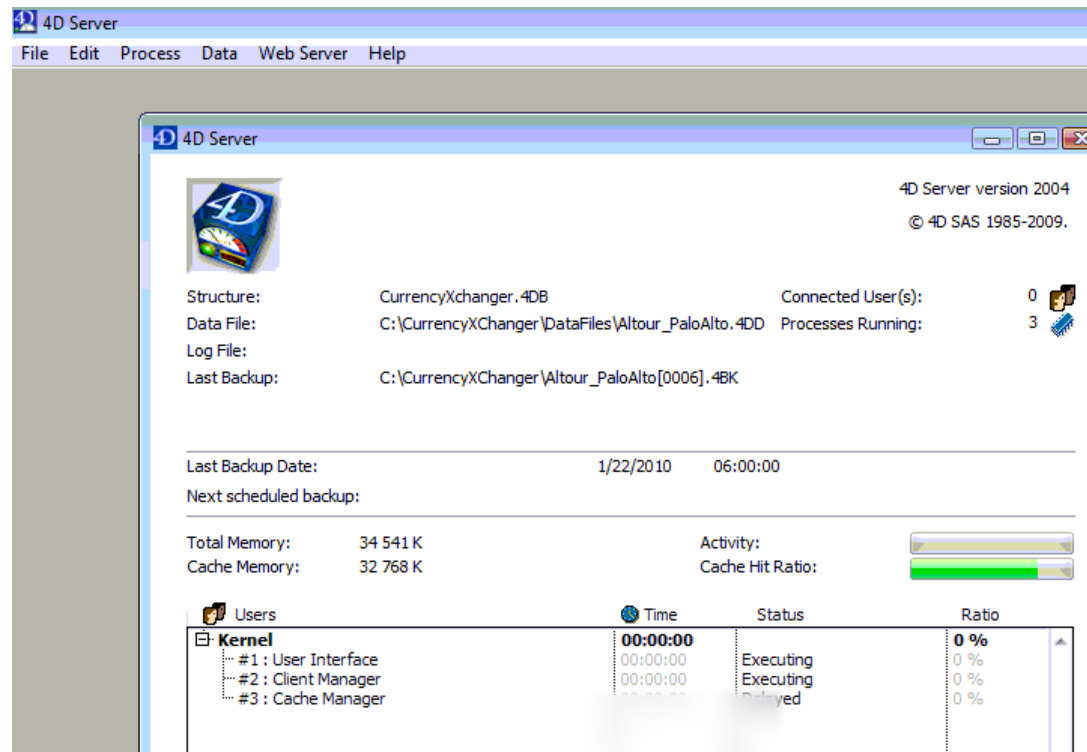 4D Server
File Edit Process Data Web Server Help
4D Server
4D Server version 2004
© 4D SAS 1985-2009.
Structure: CurrencyXchanger.4DB Connected User(s): 0
Data File: C:\CurrencyXChanger\DataFiles\Altour_PaloAlto.4DD Processes Running: 3
Log File:
Last Backup: C:\CurrencyXChanger\Altour_PaloAlto[0006].4BK
Last Backup Date: 1/22/2010 06:00:00
Next scheduled backup:
Total Memory: 34 541 K Activity:
Cache Memory: 32 768 K Cache Hit Ratio:
Users Time Status Ratio
Kernel 00:00:00 0 %
#1 : User Interface 00:00:00 Executing 0 %
#2 : Client Manager 00:00:00 Executing 0 %
#3 : Cache Manager Delayed 0 %